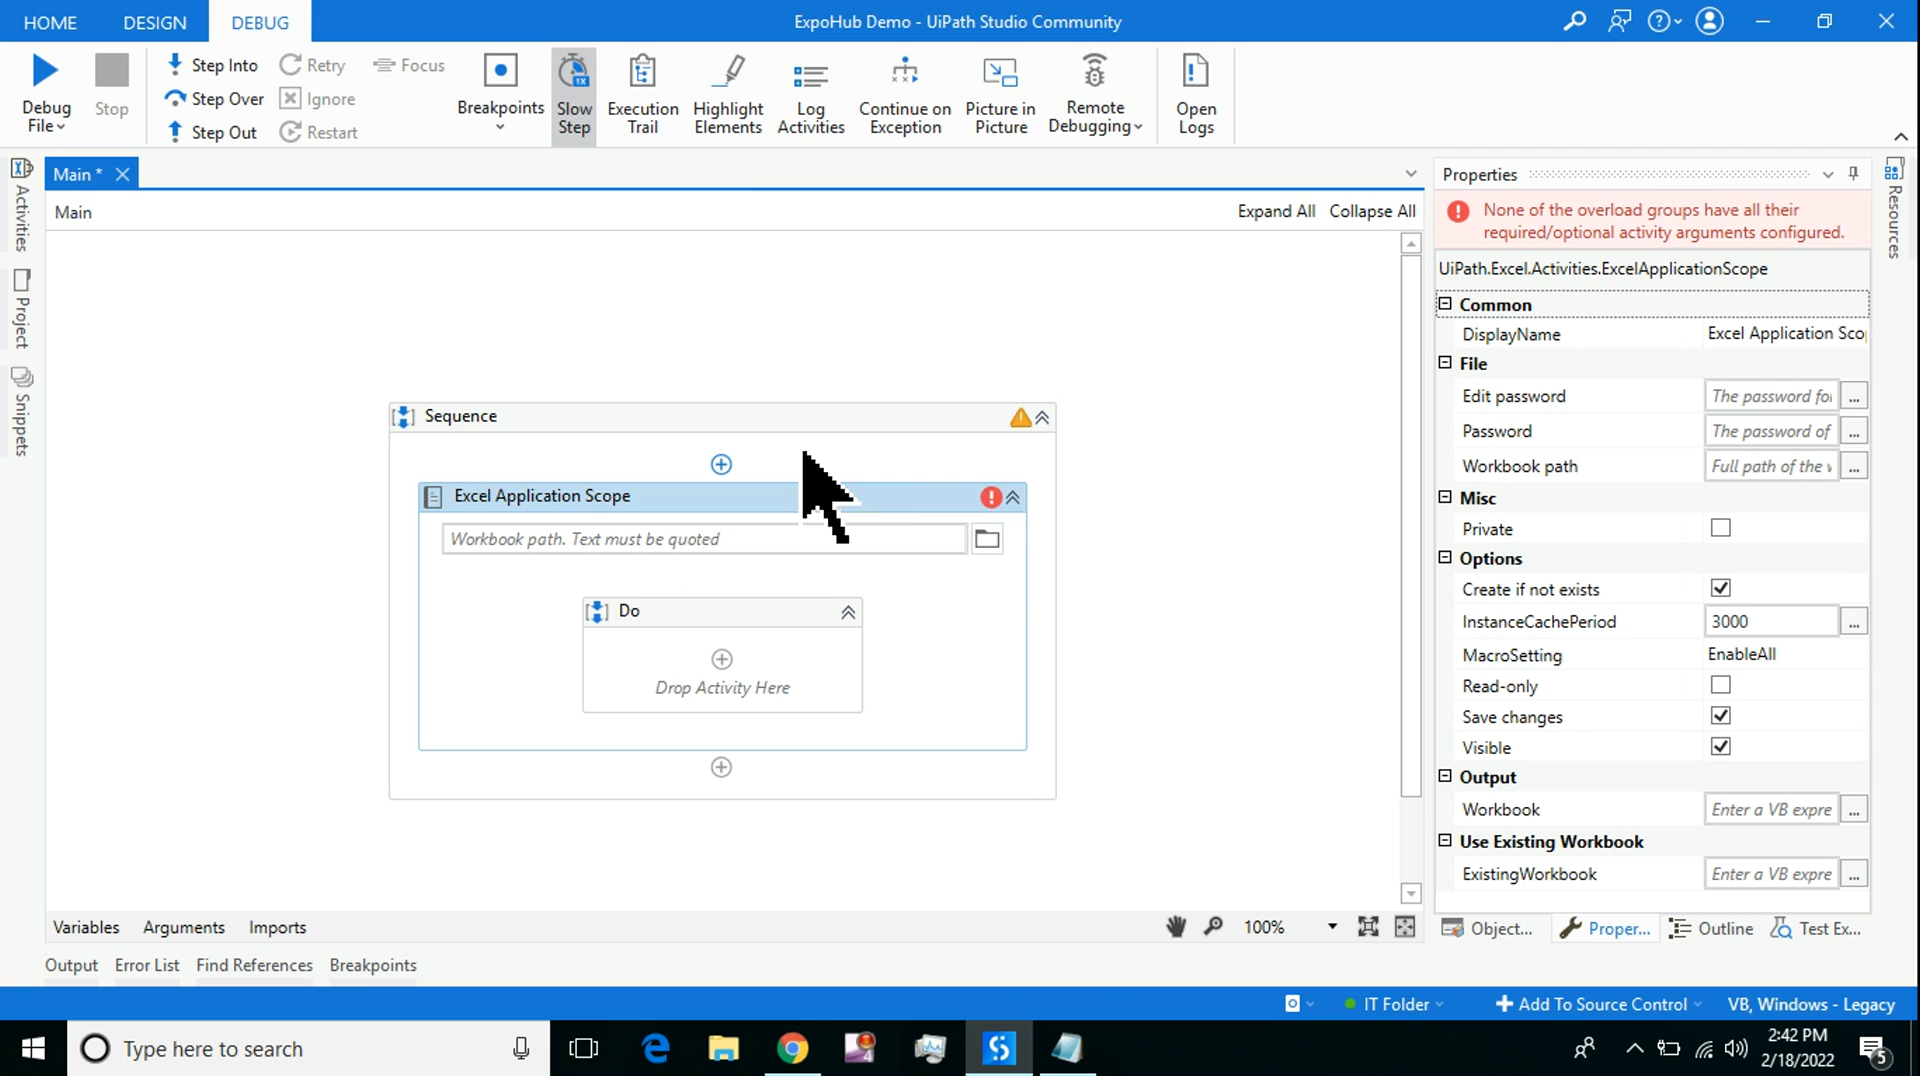 HOME DESIGN DEBUG ExpoHub Demo - UiPath Studio Community
Debug File
Stop
Step Into
Step Over
Step Out
Retry
Ignore
Restart
Focus
Breakpoints
Slow Step
1X
Execution Trail
Highlight Elements
Log Activities
Continue on Exception
Picture in Picture
Remote Debugging
Open Logs
Main *
Main
Expand All Collapse All
Activities
Project
Snippets
Sequence
Excel Application Scope
Workbook path. Text must be quoted
Do
Drop Activity Here
Properties
None of the overload groups have all their
required/optional activity arguments configured.
UiPath.Excel.Activities.ExcelApplicationScope
Common
DisplayName Excel Application Sco
File
Edit password The password fo ...
Password The password of ...
Workbook path Full path of the ...
Misc
Private
Options
Create if not exists
InstanceCachePeriod 3000 ...
MacroSetting EnableAll
Read-only
Save changes
Visible
Output
Workbook Enter a VB expre ...
Use Existing Workbook
ExistingWorkbook Enter a VB expre ...
Resources
Variables Arguments Imports 100%
Object... Proper... Outline Test Ex...
Output Error List Find References Breakpoints
IT Folder Add To Source Control VB, Windows - Legacy
Type here to search
4
2:42 PM
2/18/2022
5